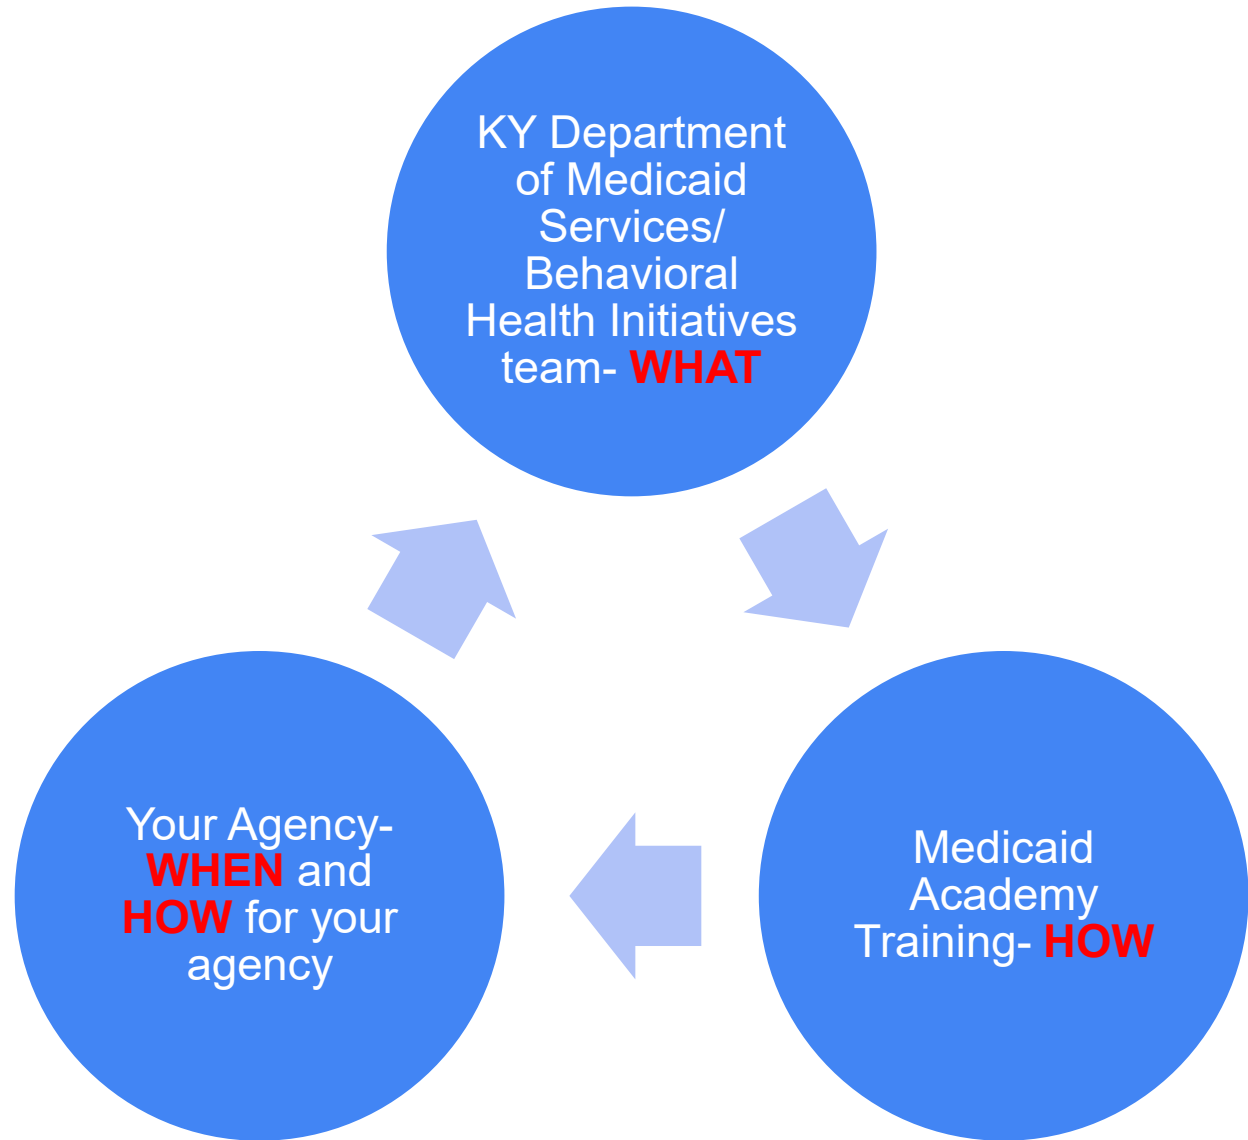 KY Department
of Medicaid
Services/
Behavioral
Health Initiatives
team- WHAT
Your Agency-
WHEN and
HOW for your
agency
Medicaid
Academy
Training- HOW